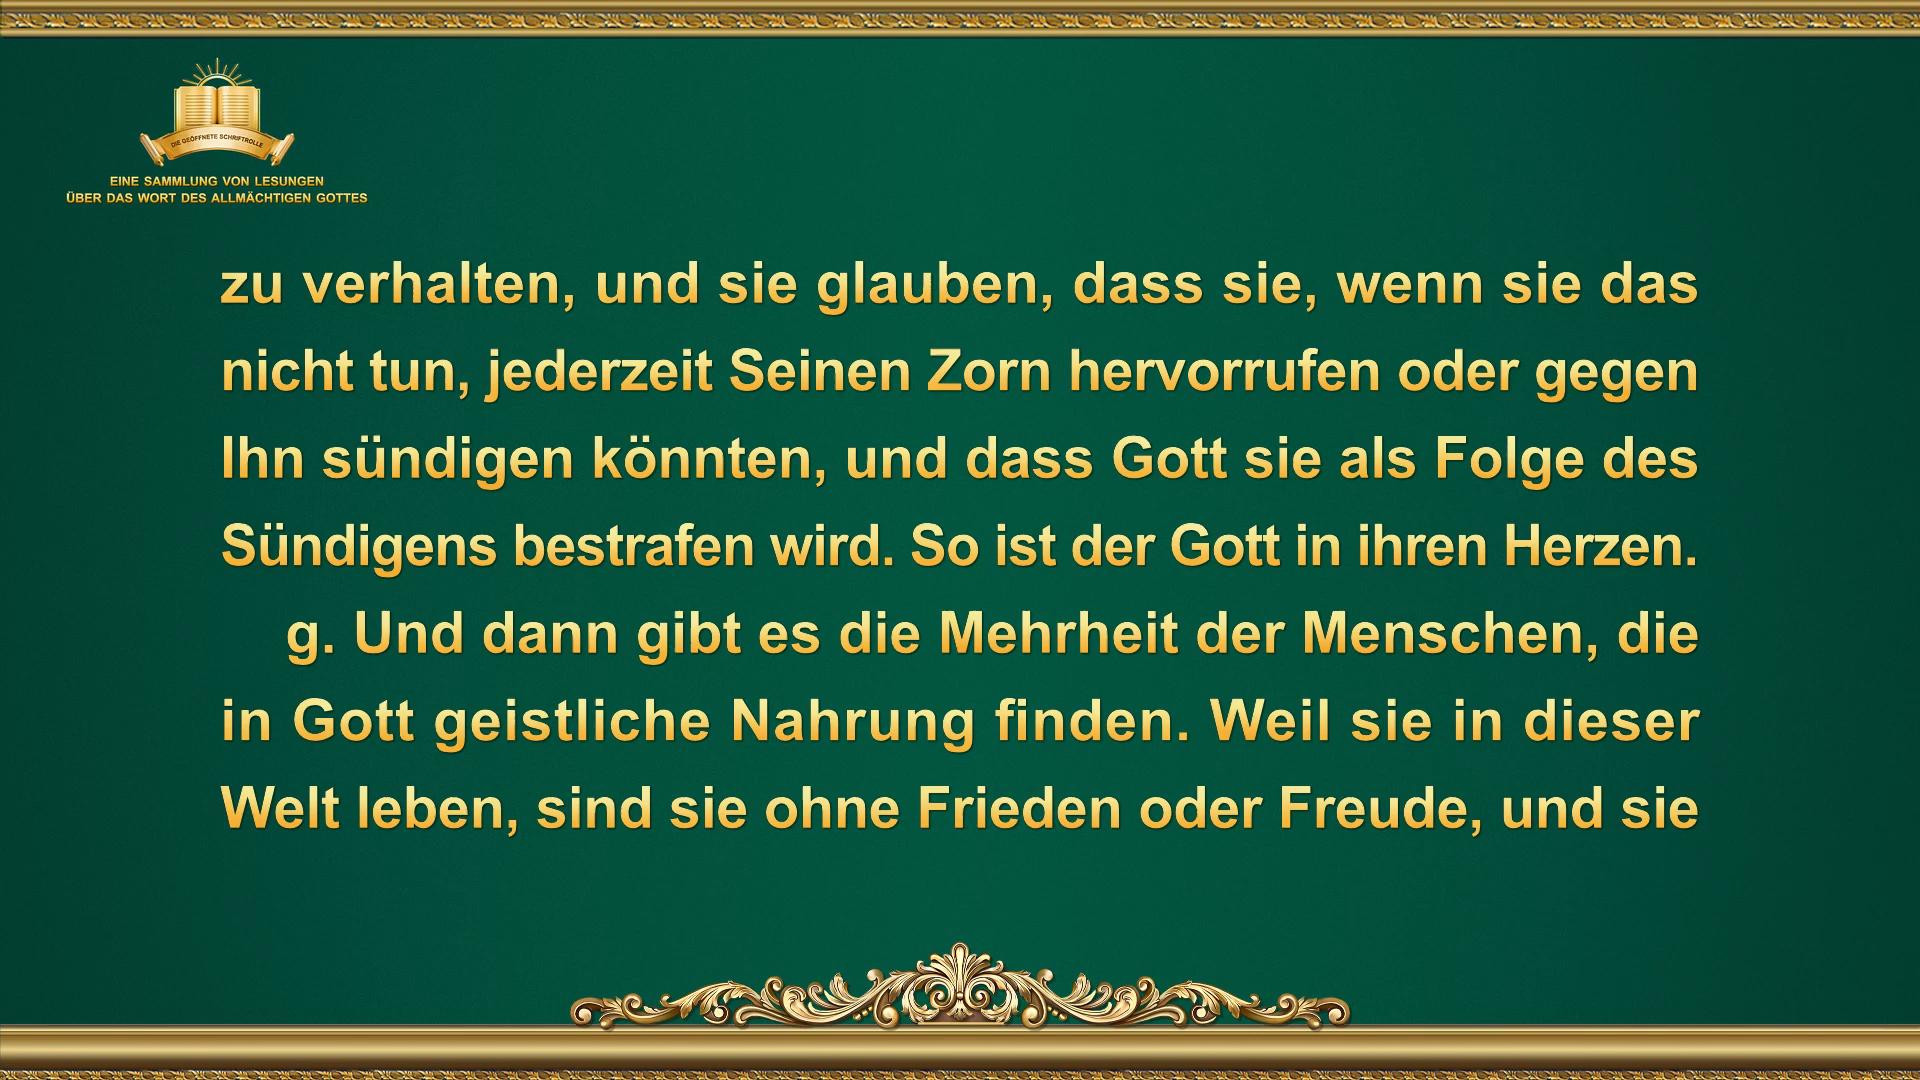 DIE GEÖFFNETE SCHRIFTROLLE
EINE SAMMLUNG VON LESUNGEN
ÜBER DAS WORT DES ALLMÄCHTIGEN GOTTES
zu verhalten, und sie glauben, dass sie, wenn sie das
nicht tun, jederzeit Seinen Zorn hervorrufen oder gegen
Ihn sündigen könnten, und dass Gott sie als Folge des
Sündigens bestrafen wird. So ist der Gott in ihren Herzen.
g. Und dann gibt es die Mehrheit der Menschen, die
in Gott geistliche Nahrung finden. Weil sie in dieser
Welt leben, sind sie ohne Frieden oder Freude, und sie